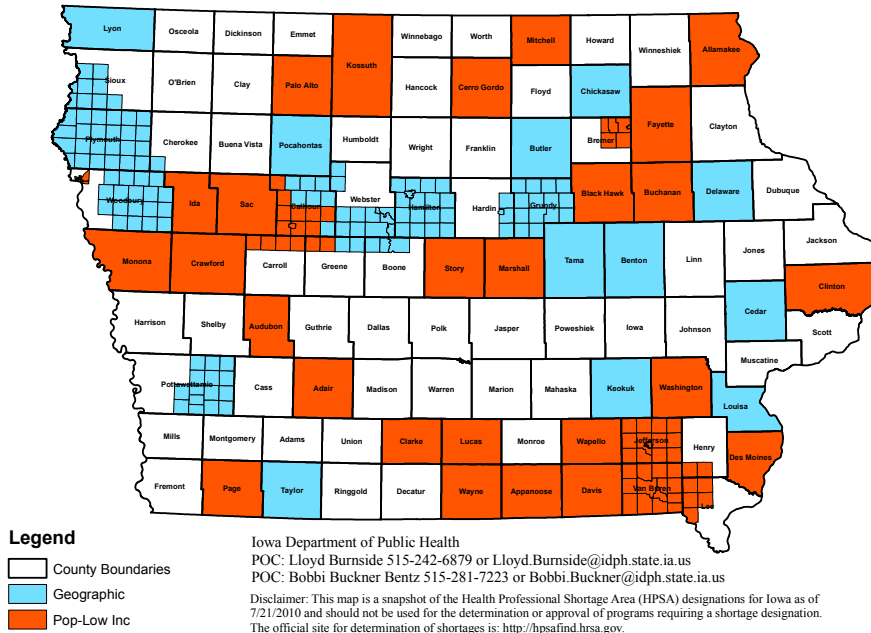 Lyon Osceola Dickinson Emmet Winnebago Worth Mitchell Howard Winneshiek Allamakee
Sioux O'Brien Clay Palo Alto Kossuth Hancock Cerro Gordo Floyd Chickasaw Fayette Clayton
Plymouth Cherokee Buena Vista Pocahontas Humboldt Wright Franklin Butler Bremer
Woodbury Ida Sac Calhoun Webster Hamilton Hardin Grundy Black Hawk Buchanan Delaware Dubuque
Monona Crawford Carroll Greene Boone Story Marshall Tama Benton Linn Jones Jackson
Clinton
Harrison Shelby Audubon Guthrie Dallas Polk Jasper Poweshiek Iowa Johnson Cedar Scott
Muscatine
Pottawattamie Cass Adair Madison Warren Marion Mahaska Keokuk Washington Louisa
Mills Montgomery Adams Union Clarke Lucas Monroe Wapello Jefferson Henry Des Moines
Fremont Page Taylor Ringgold Decatur Wayne Appanoose Davis Van Buren Lee
Legend
County Boundaries
Geographic
Pop-Low Inc
Iowa Department of Public Health
POC: Lloyd Burnside 515-242-6879 or Lloyd.Burnside@idph.state.ia.us
POC: Bobbi Buckner Bentz 515-281-7223 or Bobbi.Buckner@idph.state.ia.us
Disclaimer: This map is a snapshot of the Health Professional Shortage Area (HPSA) designations for Iowa as of
7/21/2010 and should not be used for the determination or approval of programs requiring a shortage designation.
The official site for determination of shortages is: http://hpsafind.hrsa.gov.